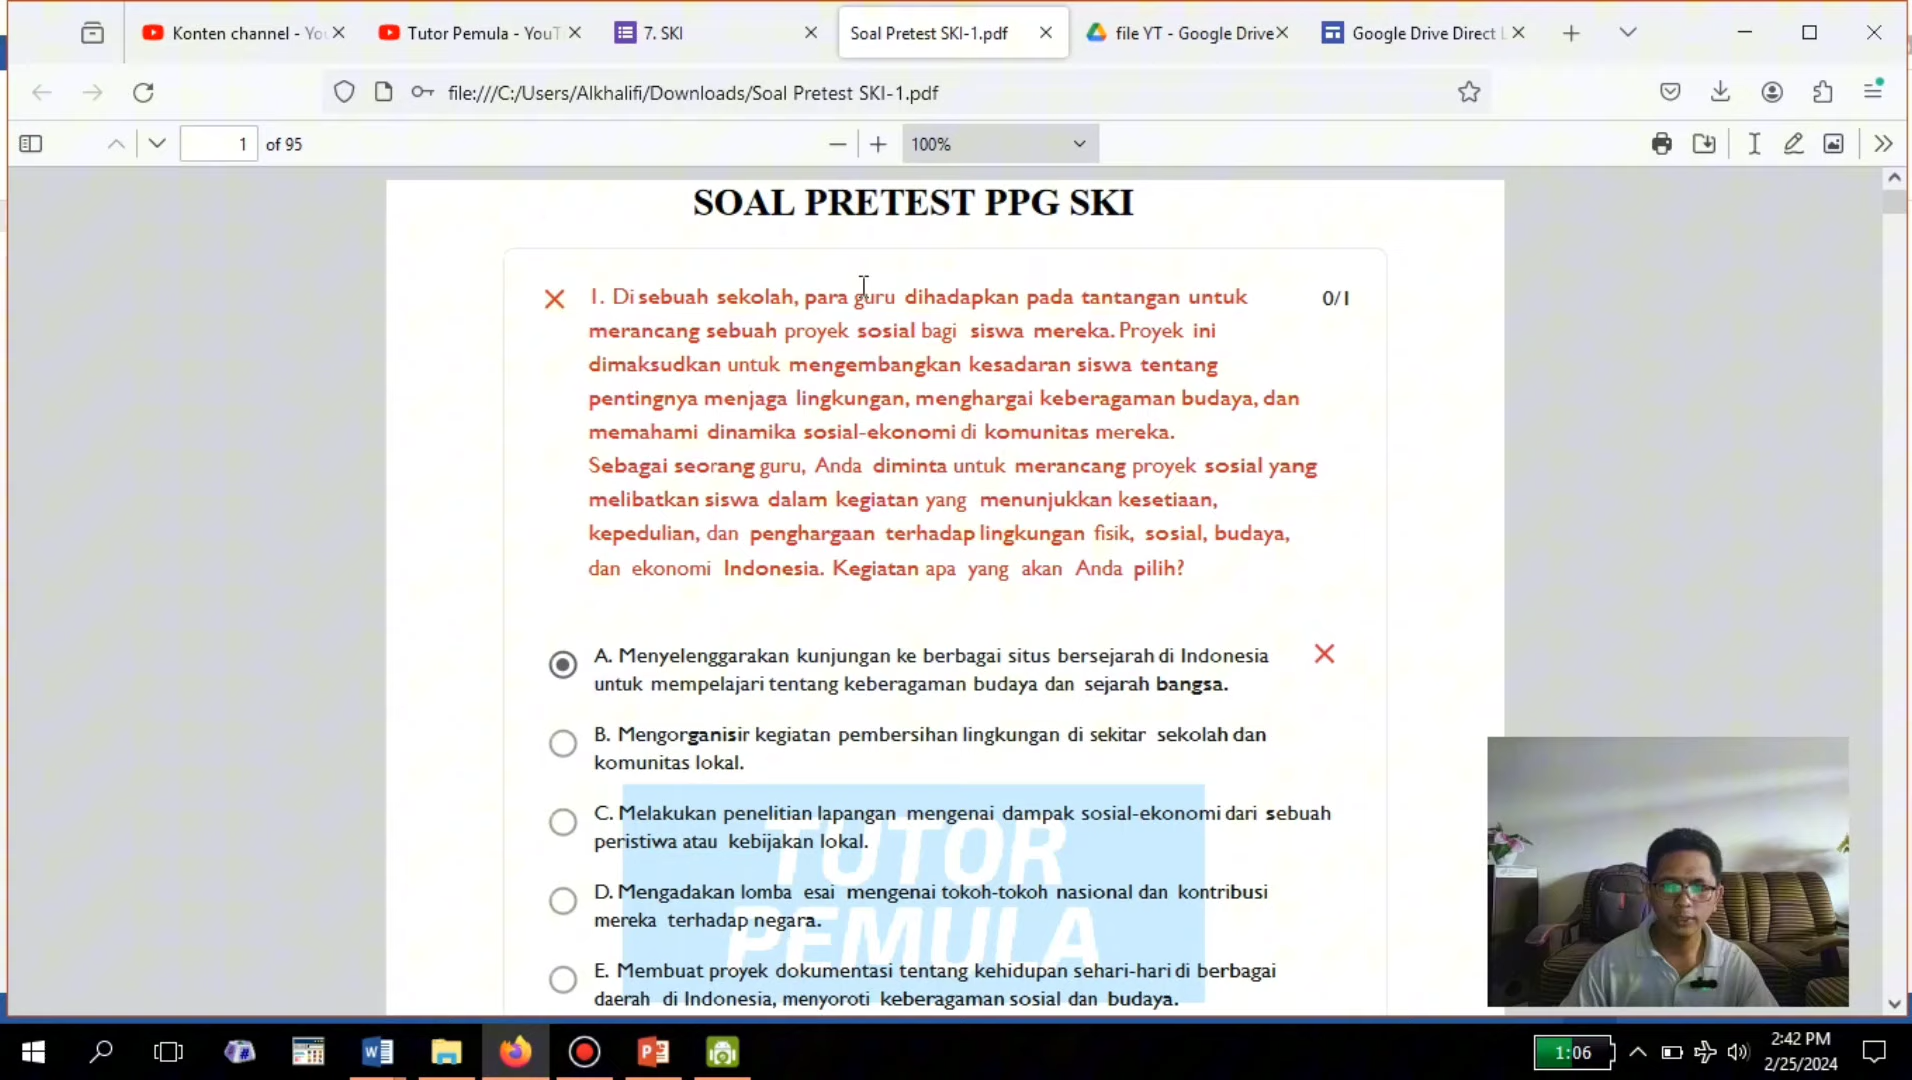 Konten channel - Yo
Tutor Pemula - YouT
7. SKI
Soal Pretest SKI-1.pdf
file YT - Google Drive
Google Drive Direct L
file:///C:/Users/Alkhalifi/Downloads/Soal Pretest SKI-1.pdf
1 of 95
100%
SOAL PRETEST PPG SKI
1. Di sebuah sekolah, para guru dihadapkan pada tantangan untuk
0/1
merancang sebuah proyek sosial bagi siswa mereka. Proyek ini
dimaksudkan untuk mengembangkan kesadaran siswa tentang
pentingnya menjaga lingkungan, menghargai keberagaman budaya, dan
memahami dinamika sosial-ekonomi di komunitas mereka.
Sebagai seorang guru, Anda diminta untuk merancang proyek sosial yang
melibatkan siswa dalam kegiatan yang menunjukkan kesetiaan,
kepedulian, dan penghargaan terhadap lingkungan fisik, sosial, budaya,
dan ekonomi Indonesia. Kegiatan apa yang akan Anda pilih?
A. Menyelenggarakan kunjungan ke berbagai situs bersejarah di Indonesia
untuk mempelajari tentang keberagaman budaya dan sejarah bangsa.
B. Mengorganisir kegiatan pembersihan lingkungan di sekitar sekolah dan
komunitas lokal.
C. Melakukan penelitian lapangan mengenai dampak sosial-ekonomi dari sebuah
peristiwa atau kebijakan lokal.
D. Mengadakan lomba esai mengenai tokoh-tokoh nasional dan kontribusi
mereka terhadap negara.
E. Membuat proyek dokumentasi tentang kehidupan sehari-hari di berbagai
daerah di Indonesia, menyoroti keberagaman sosial dan budaya.
TUTOR
PEMULA
1:06
2:42 PM
2/25/2024